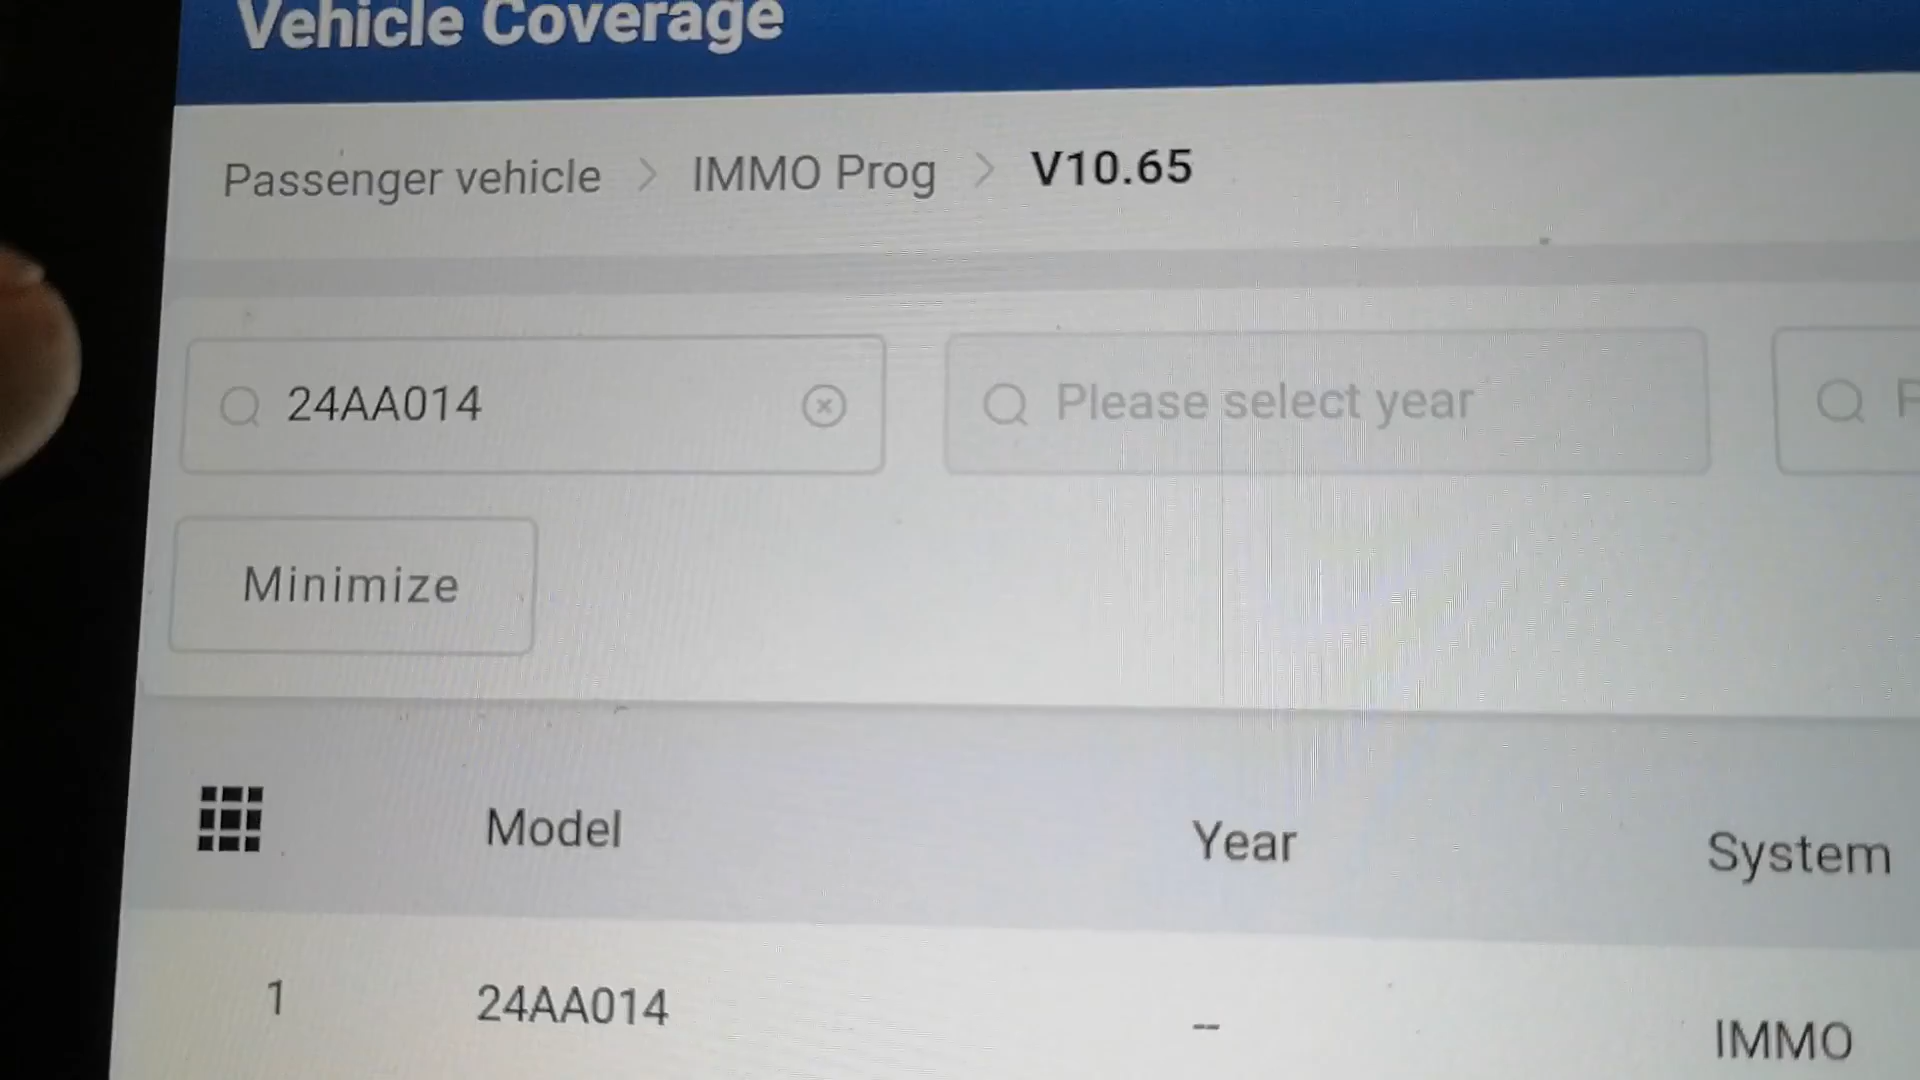 Vehicle Coverage
Passenger vehicle > IMMO Prog > V10.65
24AA014
Please select year
Minimize
Model Year System
1 24AA014 -- IMMO